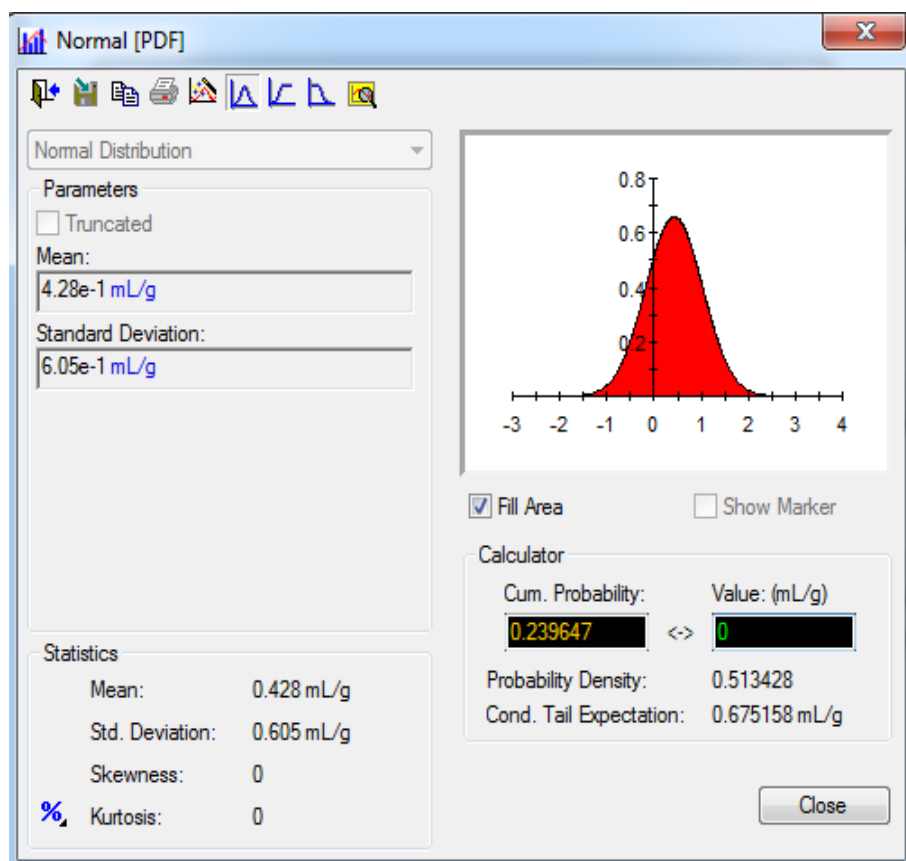 Normal [PDF]
Normal Distribution
Parameters
Truncated
Mean:
4.28e-1 mL/g
Standard Deviation:
6.05e-1 mL/g
Statistics
Mean: 0.428 mL/g
Std. Deviation: 0.605 mL/g
Skewness: 0
% Kurtosis: 0
0.8
0.6
0.4
0.2
-3 -2 -1 0 1 2 3 4
Fill Area Show Marker
Calculator
Cum. Probability: Value: (mL/g)
0.239647 <-> 0
Probability Density: 0.513428
Cond. Tail Expectation: 0.675158 mL/g
Close